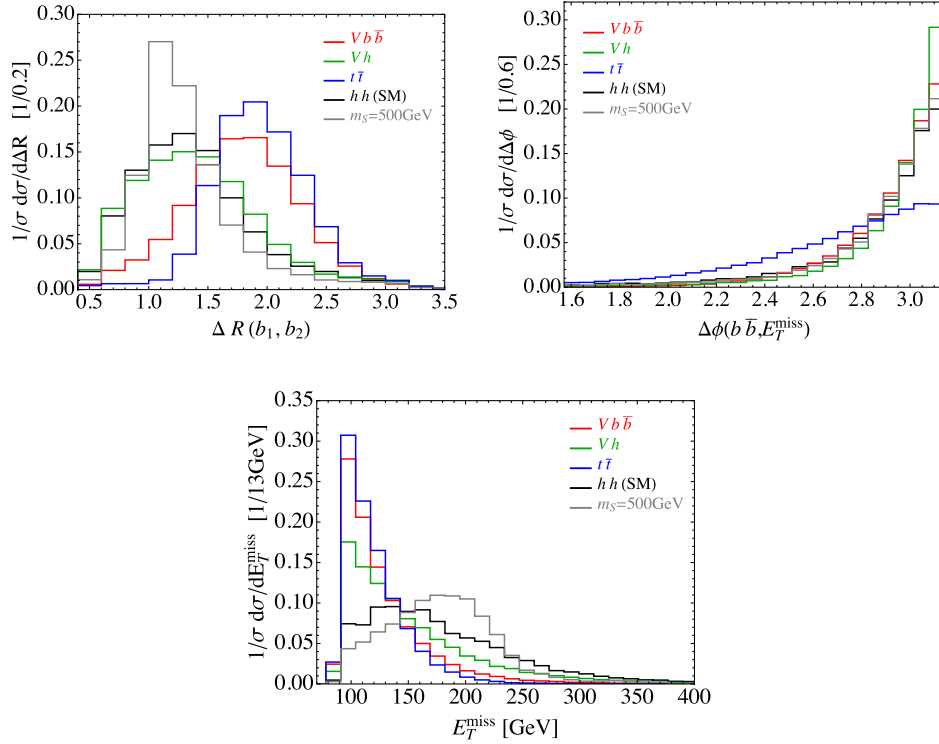 1/σ dσ/dΔR [1/0.2]
0.30
0.25
0.20
0.15
0.10
0.05
0.00
V b b̅
V h
t t̅
h h (SM)
m_S=500GeV
0.5 1.0 1.5 2.0 2.5 3.0 3.5
Δ R (b₁, b₂)
1/σ dσ/dΔϕ [1/0.6]
0.30
0.25
0.20
0.15
0.10
0.05
0.00
V b b̅
V h
t t̅
h h (SM)
m_S=500GeV
1.6 1.8 2.0 2.2 2.4 2.6 2.8 3.0
Δϕ(b b̅,E_T^miss)
1/σ dσ/dE_T^miss [1/13GeV]
0.35
0.30
0.25
0.20
0.15
0.10
0.05
0.00
V b b̅
V h
t t̅
h h (SM)
m_S=500GeV
100 150 200 250 300 350 400
E_T^miss [GeV]